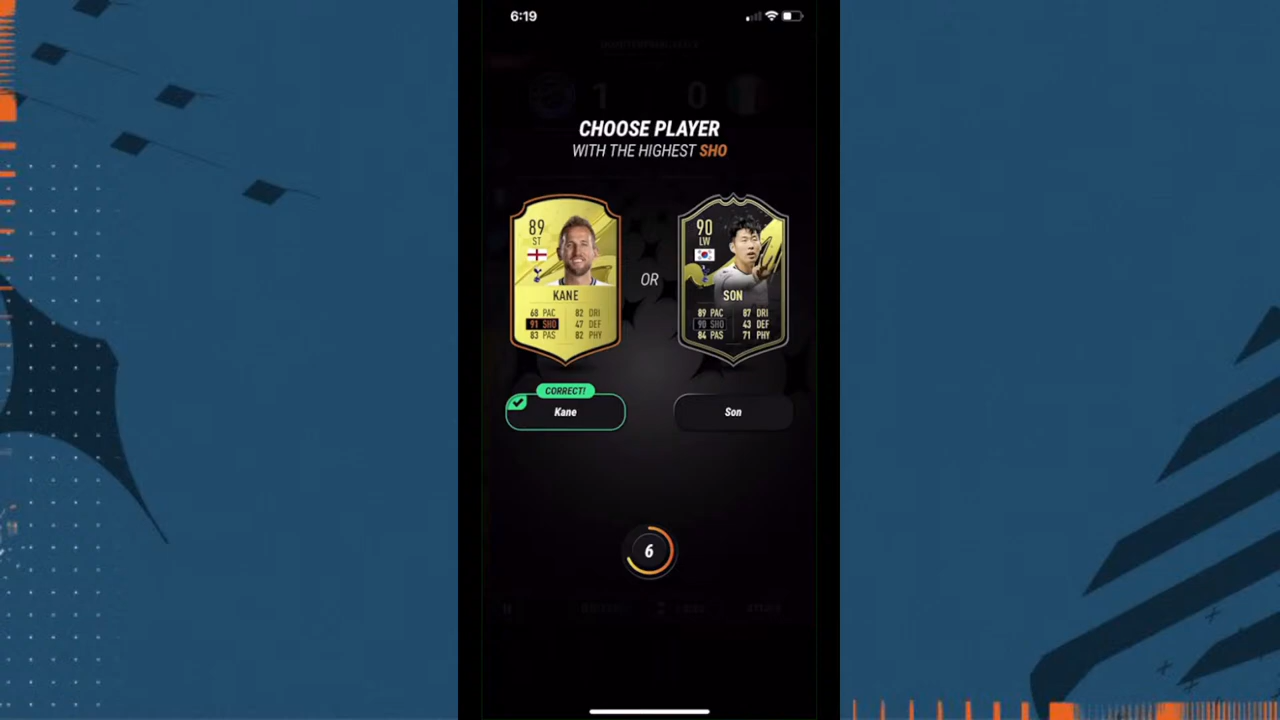 6:19
1 0
CHOOSE PLAYER
WITH THE HIGHEST SHO
89
ST
KANE
68 PAC 82 DRI
91 SHO 47 DEF
83 PAS 82 PHY
OR
90
LW
SON
89 PAC 87 DRI
90 SHO 43 DEF
84 PAS 71 PHY
CORRECT!
Kane
Son
6